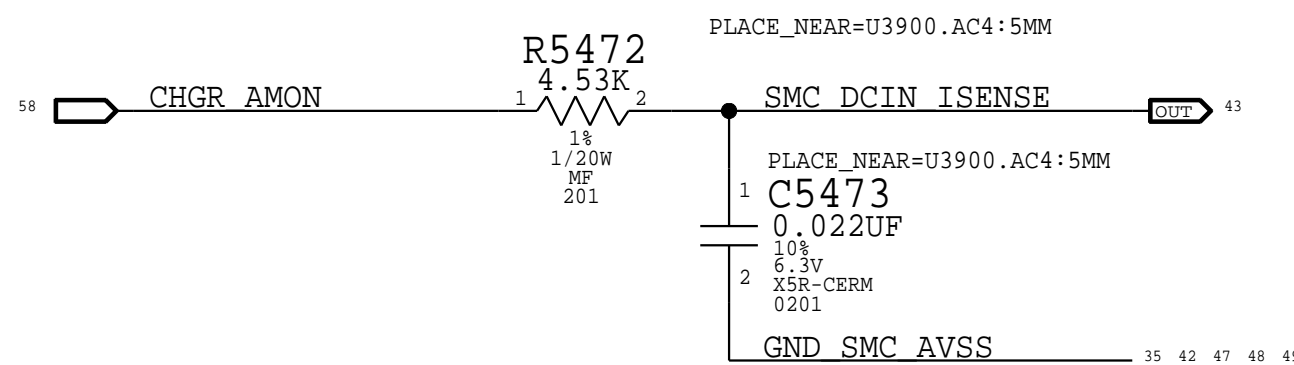 PLACE_NEAR=U3900.AC4:5MM
R5472
4.53K
58 CHGR_AMON 1 2 SMC_DCIN_ISENSE OUT 43
1%
1/20W
MF
201
PLACE_NEAR=U3900.AC4:5MM
1 C5473
0.022UF
10%
6.3V
2 X5R-CERM
0201
GND_SMC_AVSS 35 42 47 48 49